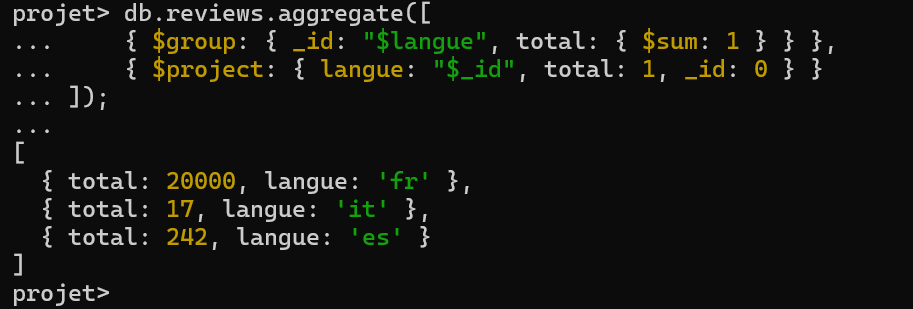 projet> db.reviews.aggregate([
...     { $group: { _id: "$langue", total: { $sum: 1 } } },
...     { $project: { langue: "$_id", total: 1, _id: 0 } }
... ]);
...
[
  { total: 20000, langue: 'fr' },
  { total: 17, langue: 'it' },
  { total: 242, langue: 'es' }
]
projet>